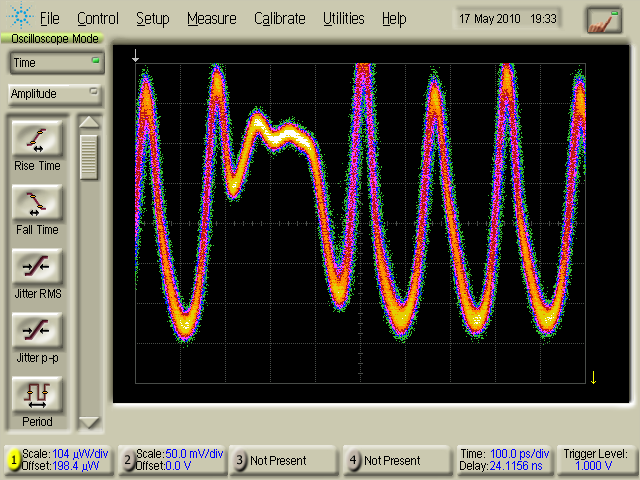 File Control Setup Measure Calibrate Utilities Help 17 May 2010 19:33
Oscilloscope Mode
Time
Amplitude
Rise Time
Fall Time
Jitter RMS
Jitter p-p
Period
1 Scale:104 µW/div
Offset:198.4 µW
2 Scale:50.0 mV/div
Offset:0.0 V
3 Not Present
4 Not Present
Time: 100.0 ps/div
Delay:24.1156 ns
Trigger Level:
1.000 V